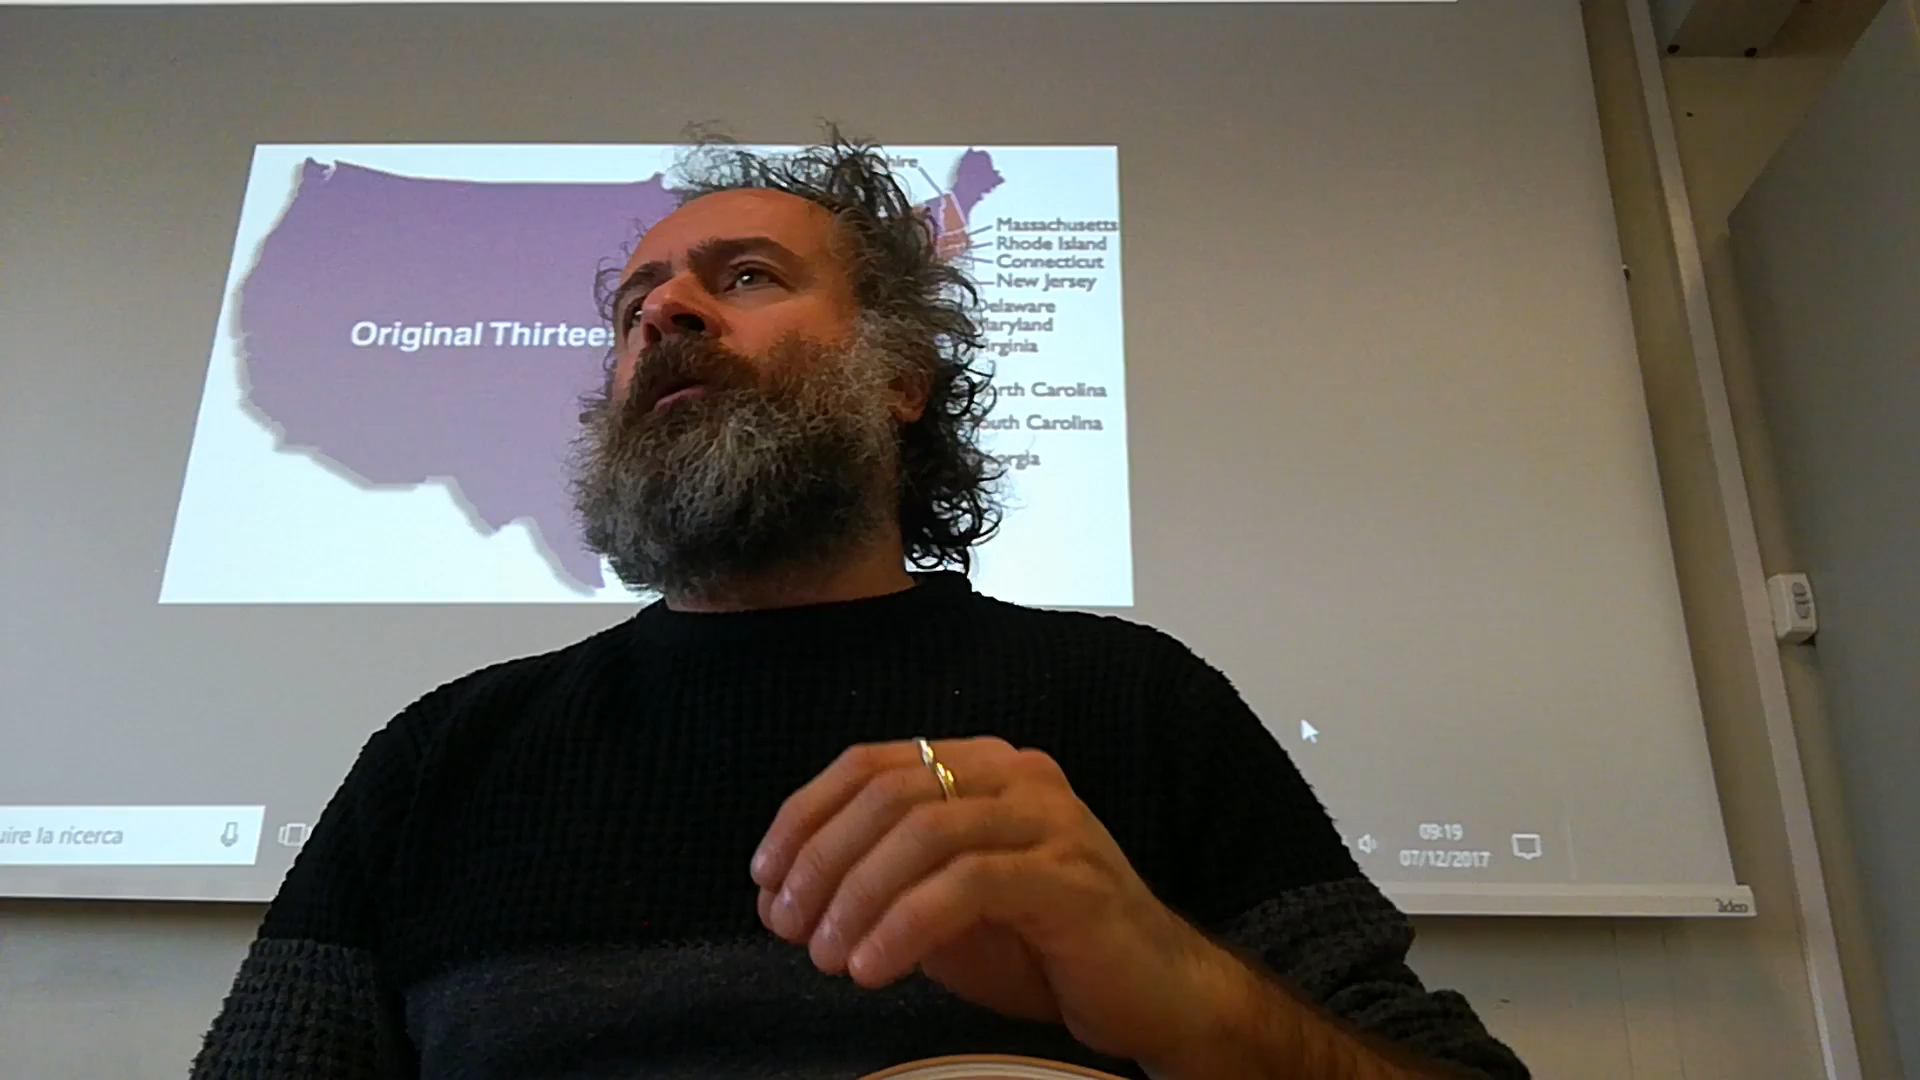 hire
Massachusetts
Rhode Island
Connecticut
New Jersey
Delaware
aryland
irginia
rth Carolina
outh Carolina
orgia
Original Thirtee
uire la ricerca
09:19
07/12/2017